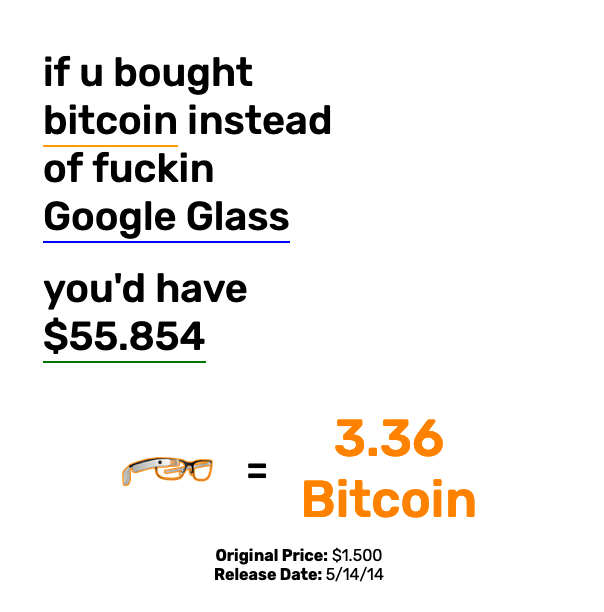 if u bought
bitcoin instead
of fuckin
Google Glass
you'd have
$55.854
=
3.36
Bitcoin
Original Price: $1.500
Release Date: 5/14/14